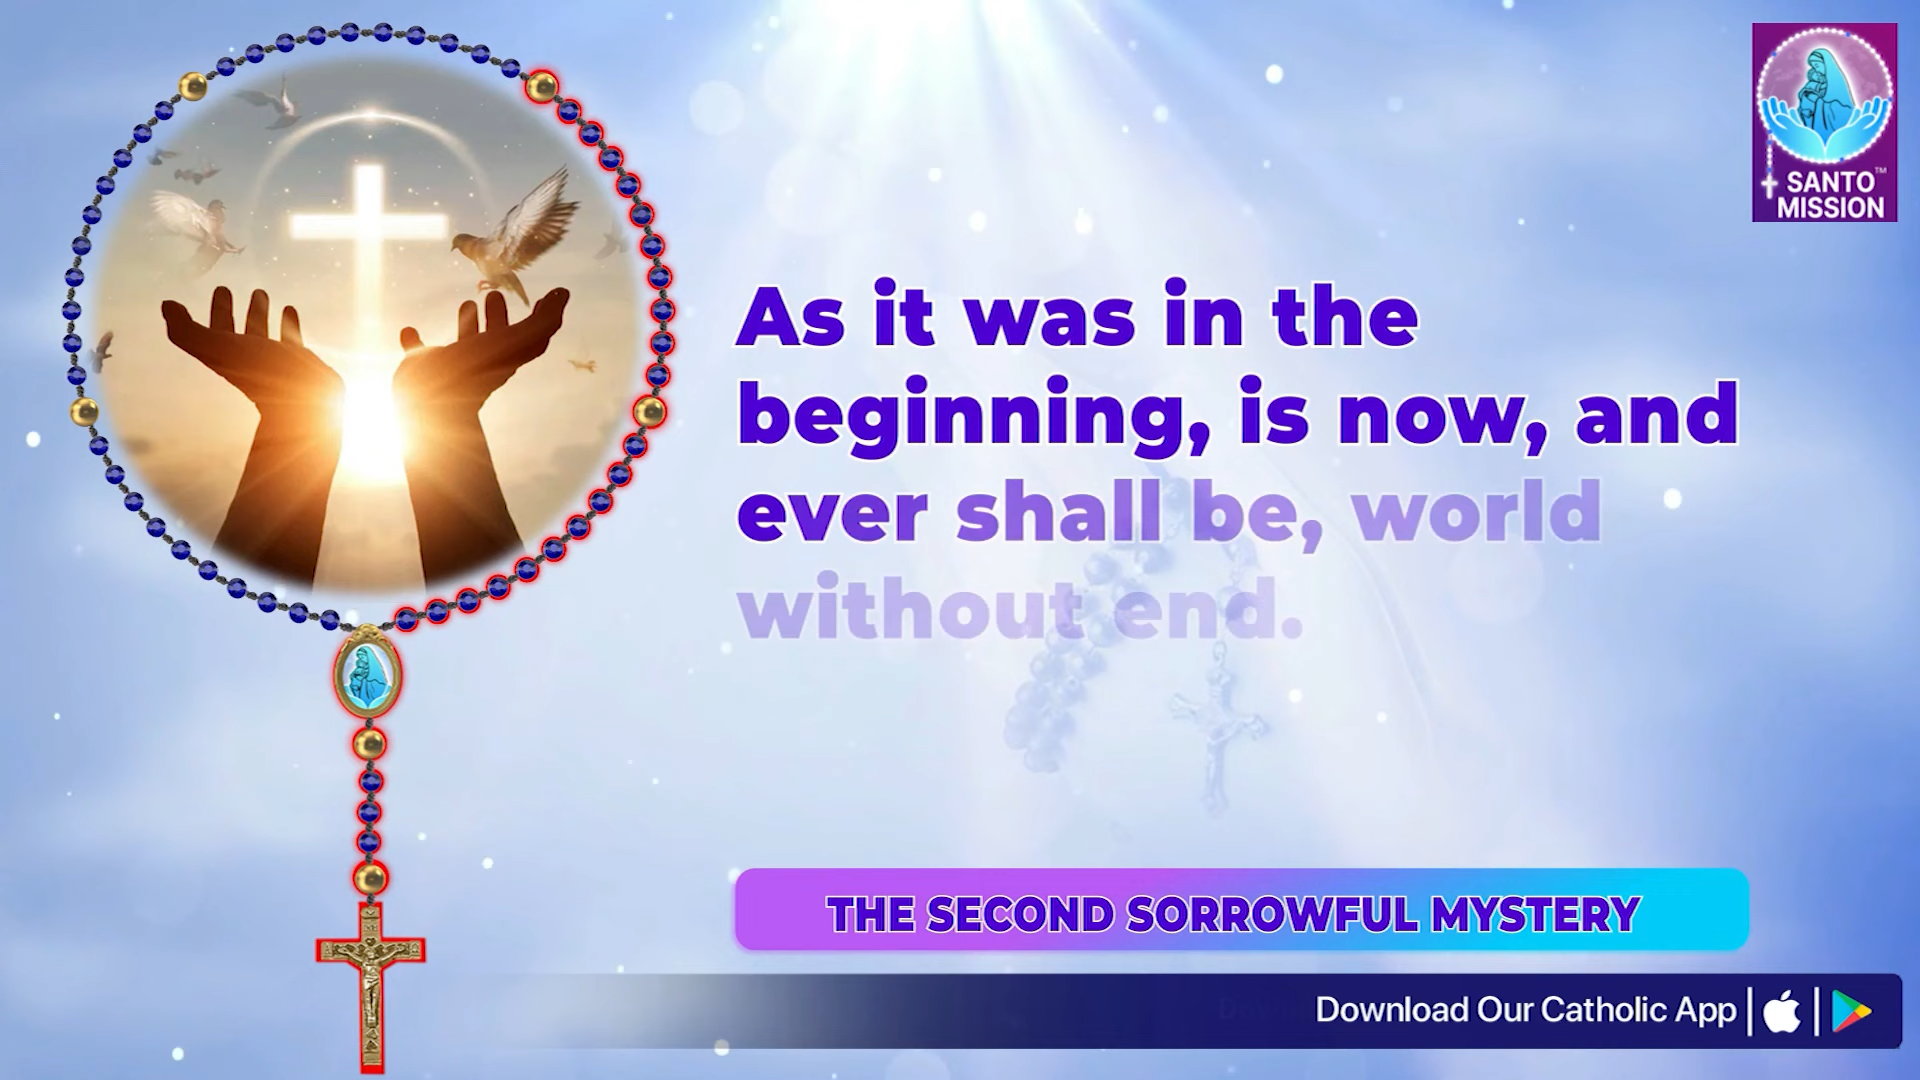 SANTO™
MISSION
As it was in the
beginning, is now, and
ever shall be, world
without end.
THE SECOND SORROWFUL MYSTERY
Download Our Catholic App